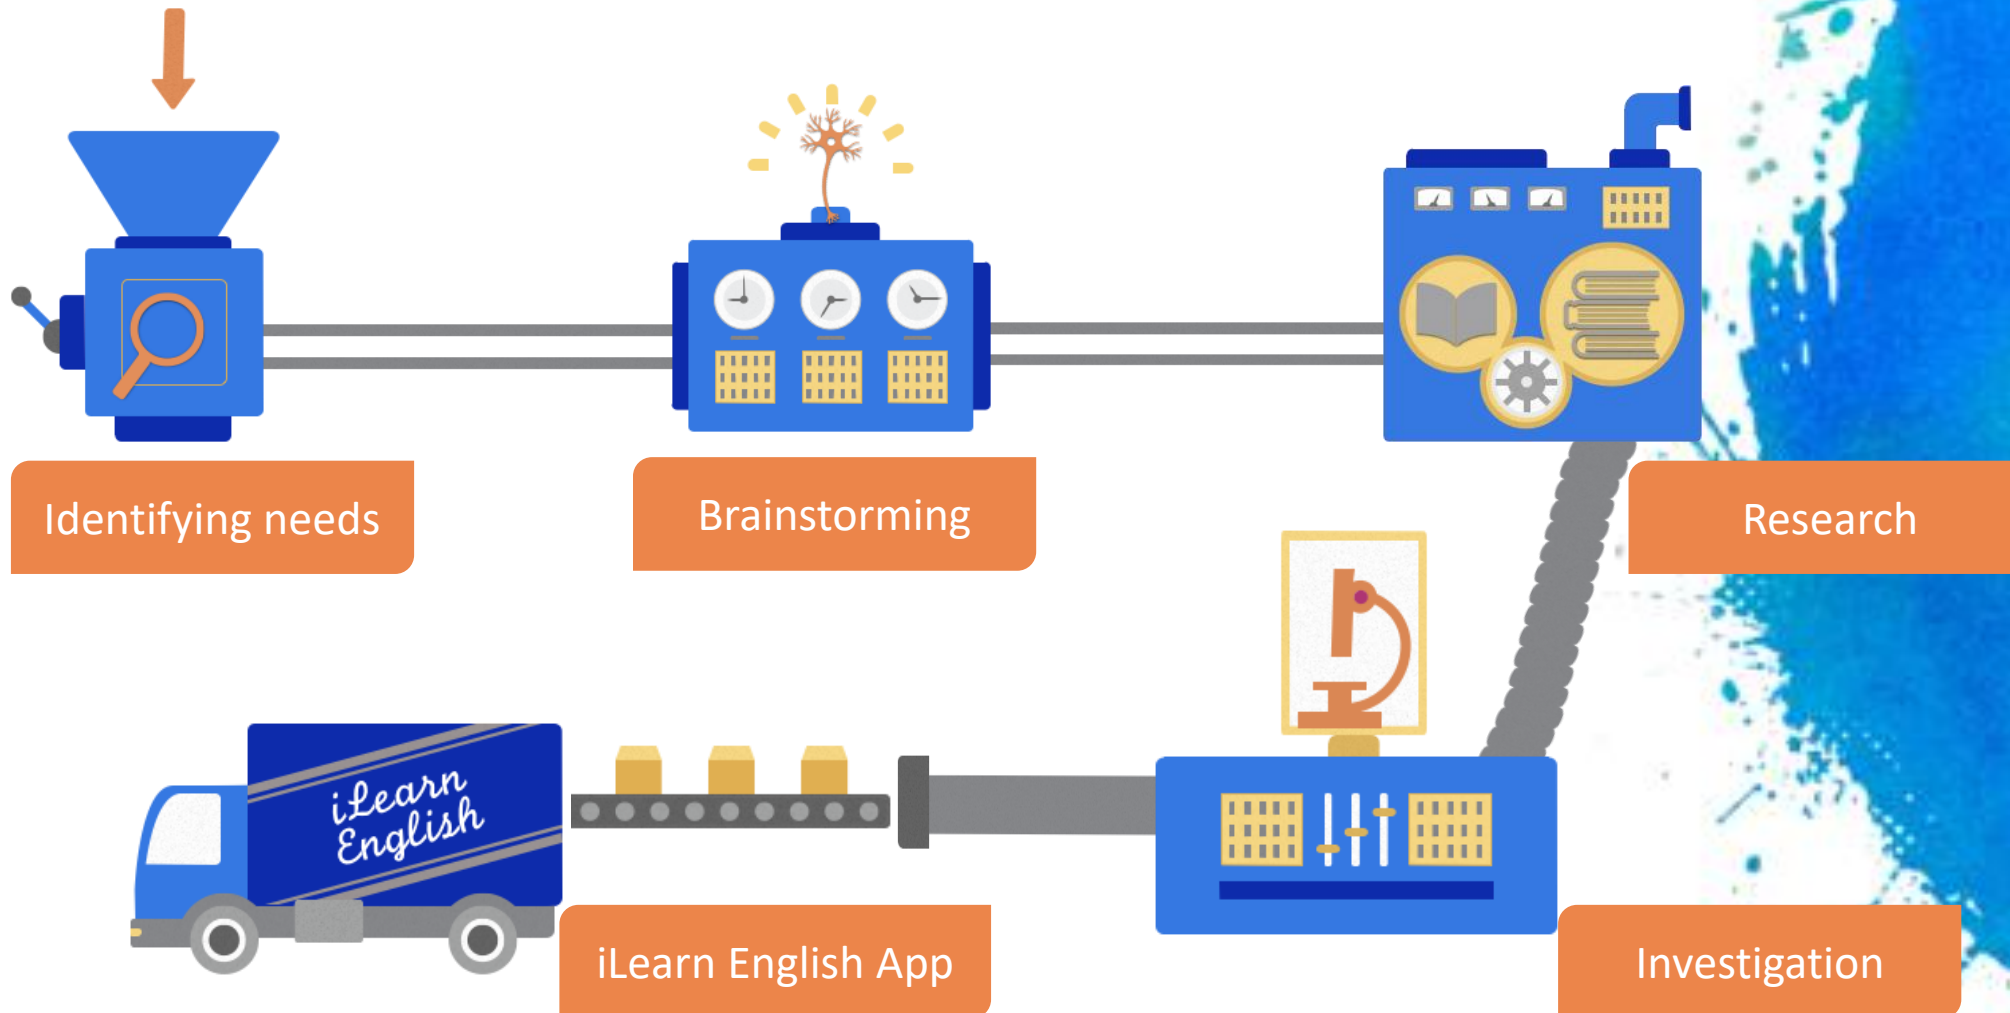 Identifying needs
Brainstorming
Research
iLearn
English
iLearn English App
Investigation